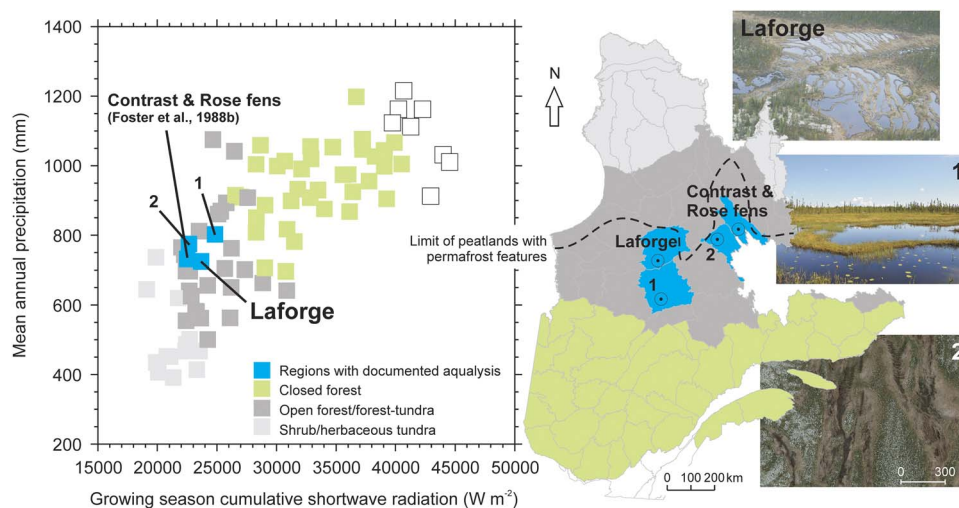 1400
1200
1000
800
600
400
200
15000
20000
25000
30000
35000
40000
45000
50000
Mean annual precipitation (mm)
Growing season cumulative shortwave radiation (W m⁻²)
Contrast & Rose fens
(Foster et al., 1988b)
1
2
Laforge
Regions with documented aqualysis
Closed forest
Open forest/forest-tundra
Shrub/herbaceous tundra
N
Limit of peatlands with
permafrost features
Contrast &
Rose fens
Laforge
2
1
0
100 200 km
Laforge
1
2
0
300